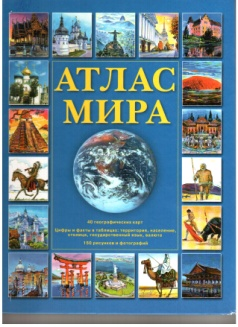 АТЛАС
МИРА
40 географических карт
Цифры и факты в таблицах: территория, население,
столица, государственный язык, валюта
150 рисунков и фотографий